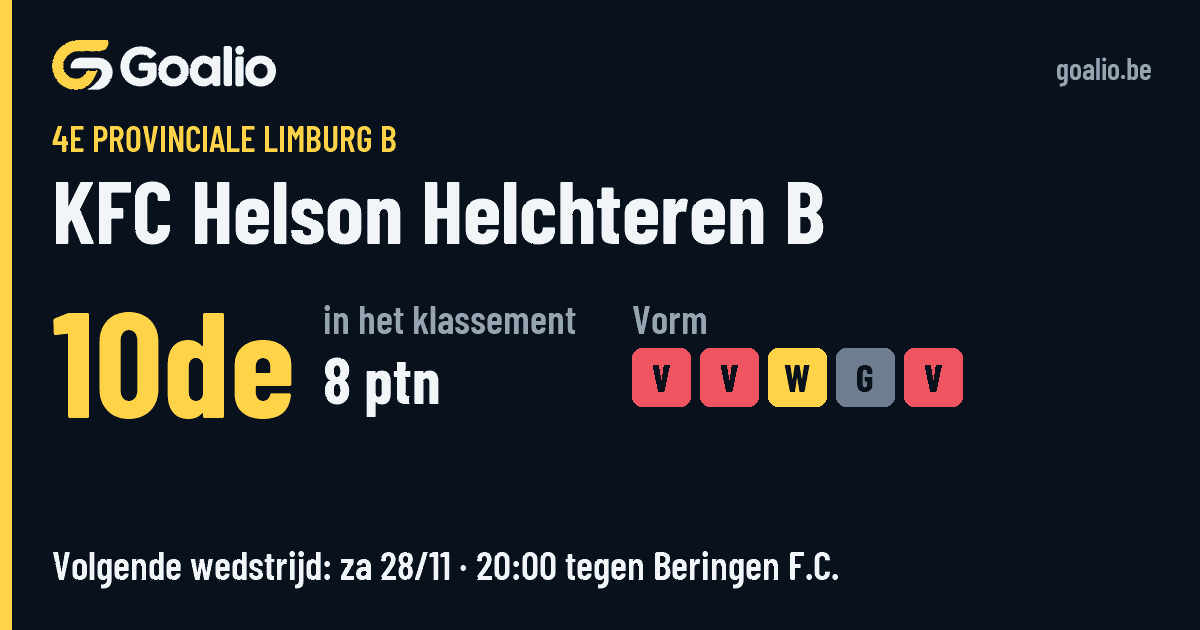 Goalio
goalio.be
4E PROVINCIALE LIMBURG B
KFC Helson Helchteren B
10de
in het klassement
8 ptn
Vorm
V V W G V
Volgende wedstrijd: za 28/11 · 20:00 tegen Beringen F.C.